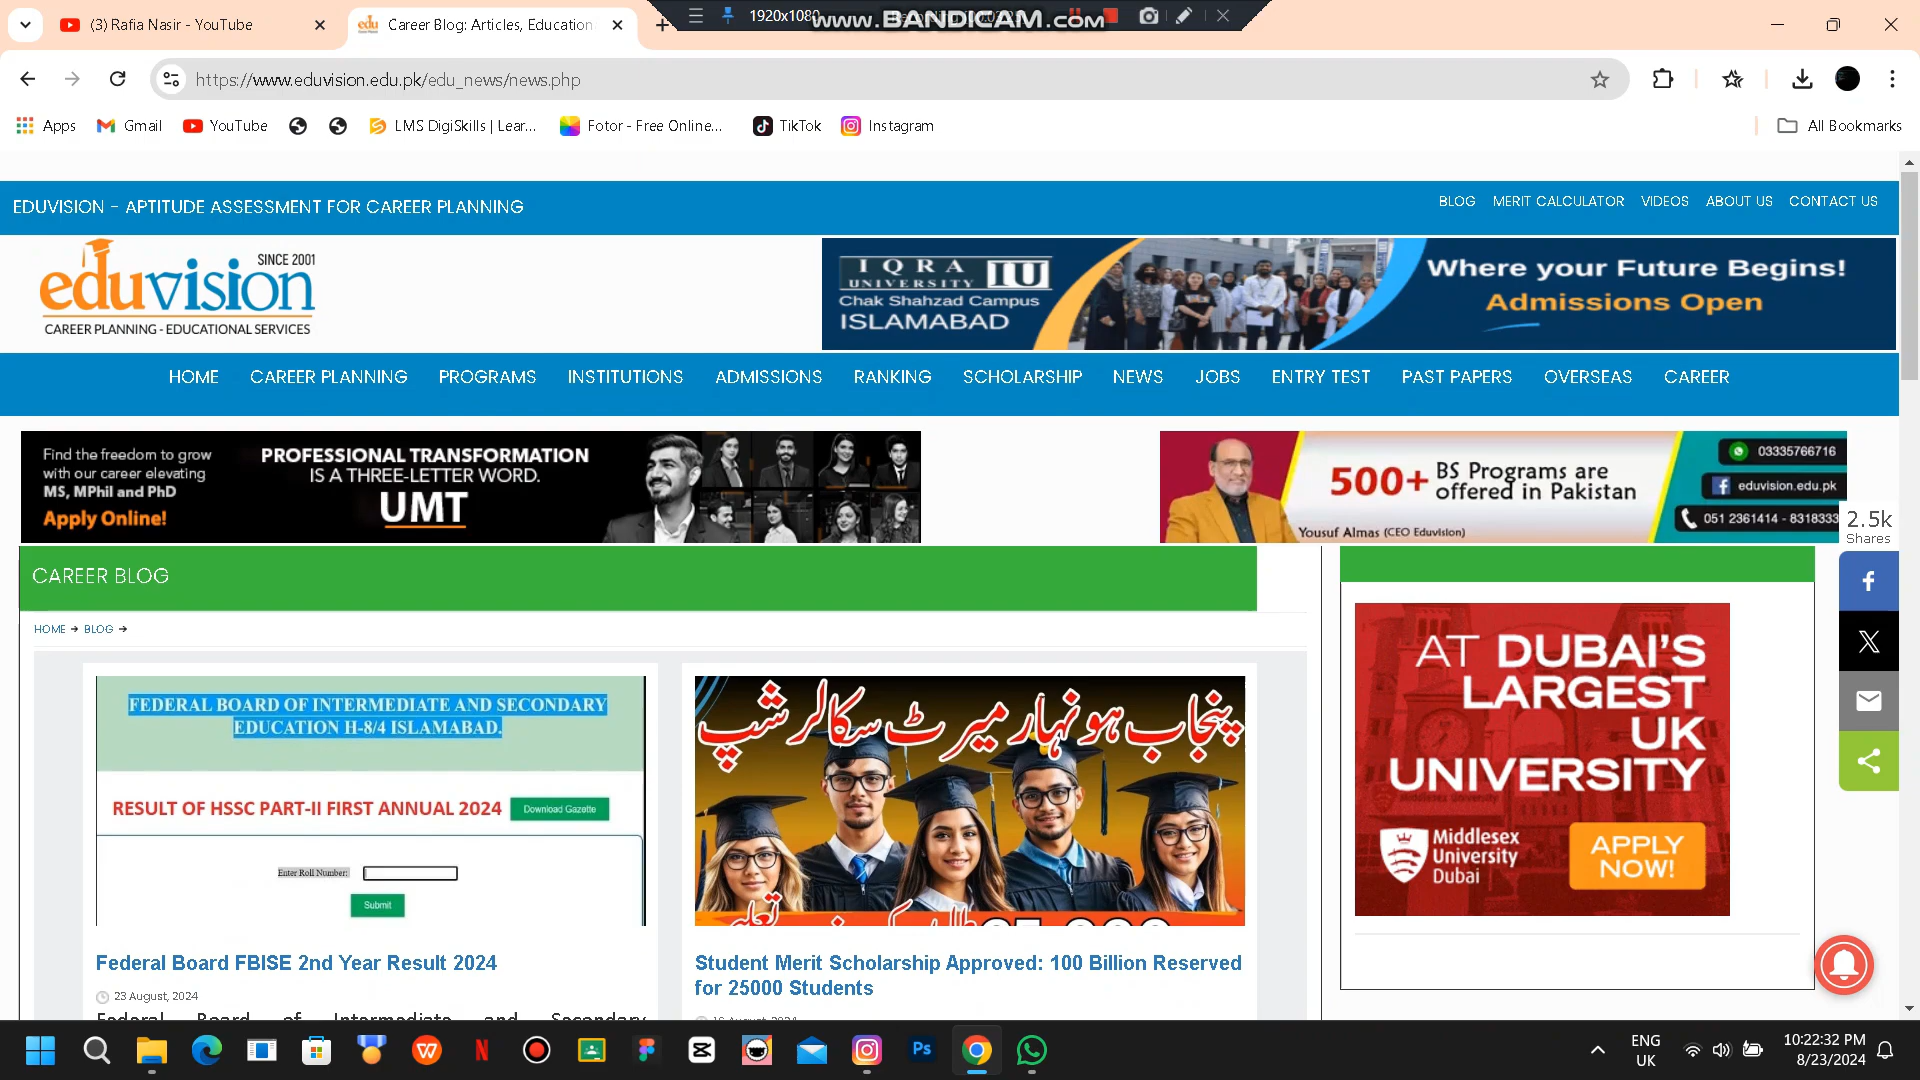 (3) Rafia Nasir - YouTube
Career Blog: Articles, Education
1920x1080
www.BANDICAM.com
https://www.eduvision.edu.pk/edu_news/news.php
Apps
Gmail
YouTube
LMS DigiSkills | Lear...
Fotor - Free Online...
TikTok
Instagram
All Bookmarks
EDUVISION - APTITUDE ASSESSMENT FOR CAREER PLANNING
BLOG MERIT CALCULATOR VIDEOS ABOUT US CONTACT US
SINCE 2001
eduvision
CAREER PLANNING - EDUCATIONAL SERVICES
IQRA
UNIVERSITY IU
Chak Shahzad Campus
ISLAMABAD
Where your Future Begins!
Admissions Open
HOME CAREER PLANNING PROGRAMS INSTITUTIONS ADMISSIONS RANKING SCHOLARSHIP NEWS JOBS ENTRY TEST PAST PAPERS OVERSEAS CAREER
Find the freedom to grow
with our career elevating
MS, MPhil and PhD
Apply Online!
PROFESSIONAL TRANSFORMATION
IS A THREE-LETTER WORD.
UMT
500+ BS Programs are
offered in Pakistan
Yousuf Almas (CEO Eduvision)
03335766716
eduvision.edu.pk
051 2361414 - 8318333
2.5k
Shares
CAREER BLOG
HOME → BLOG →
FEDERAL BOARD OF INTERMEDIATE AND SECONDARY
EDUCATION H-8/4 ISLAMABAD.
RESULT OF HSSC PART-II FIRST ANNUAL 2024
Download Gazette
Enter Roll Number:
Submit
Federal Board FBISE 2nd Year Result 2024
23 August, 2024
Federal Board of Intermediate and Secondary
پنجاب ہونہار میرٹ سکالرشپ
Student Merit Scholarship Approved: 100 Billion Reserved
for 25000 Students
AT DUBAI'S
LARGEST
UK
UNIVERSITY
Middlesex
University
Dubai
APPLY
NOW!
Ps
ENG
UK
10:22:32 PM
8/23/2024